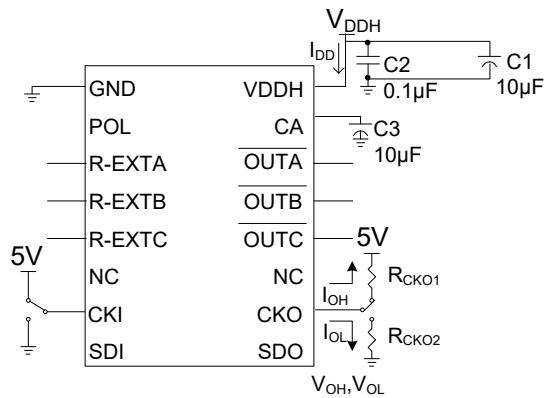 VDDH
IDD
C2
0.1µF
C1
10µF
GND VDDH
POL CA
C3
10µF
R-EXTA OUTA
R-EXTB OUTB
R-EXTC OUTC
5V
5V
NC NC
IOH
RCKO1
CKI CKO
IOL
RCKO2
SDI SDO
VOH,VOL